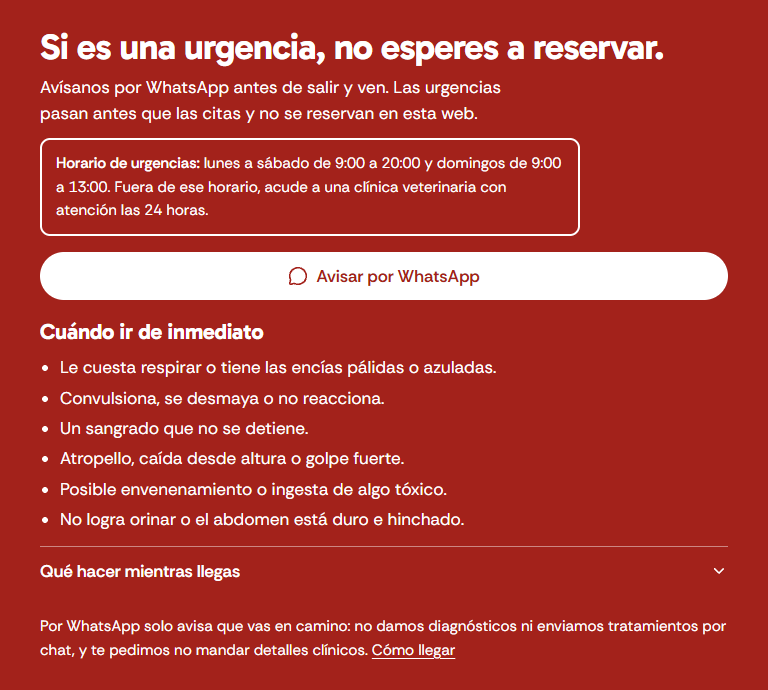 Si es una urgencia, no esperes a reservar.
Avísanos por WhatsApp antes de salir y ven. Las urgencias
pasan antes que las citas y no se reservan en esta web.
Horario de urgencias: lunes a sábado de 9:00 a 20:00 y domingos de 9:00
a 13:00. Fuera de ese horario, acude a una clínica veterinaria con
atención las 24 horas.
Avisar por WhatsApp
Cuándo ir de inmediato
• Le cuesta respirar o tiene las encías pálidas o azuladas.
• Convulsiona, se desmaya o no reacciona.
• Un sangrado que no se detiene.
• Atropello, caída desde altura o golpe fuerte.
• Posible envenenamiento o ingesta de algo tóxico.
• No logra orinar o el abdomen está duro e hinchado.
Qué hacer mientras llegas
Por WhatsApp solo avisa que vas en camino: no damos diagnósticos ni enviamos tratamientos por
chat, y te pedimos no mandar detalles clínicos. Cómo llegar